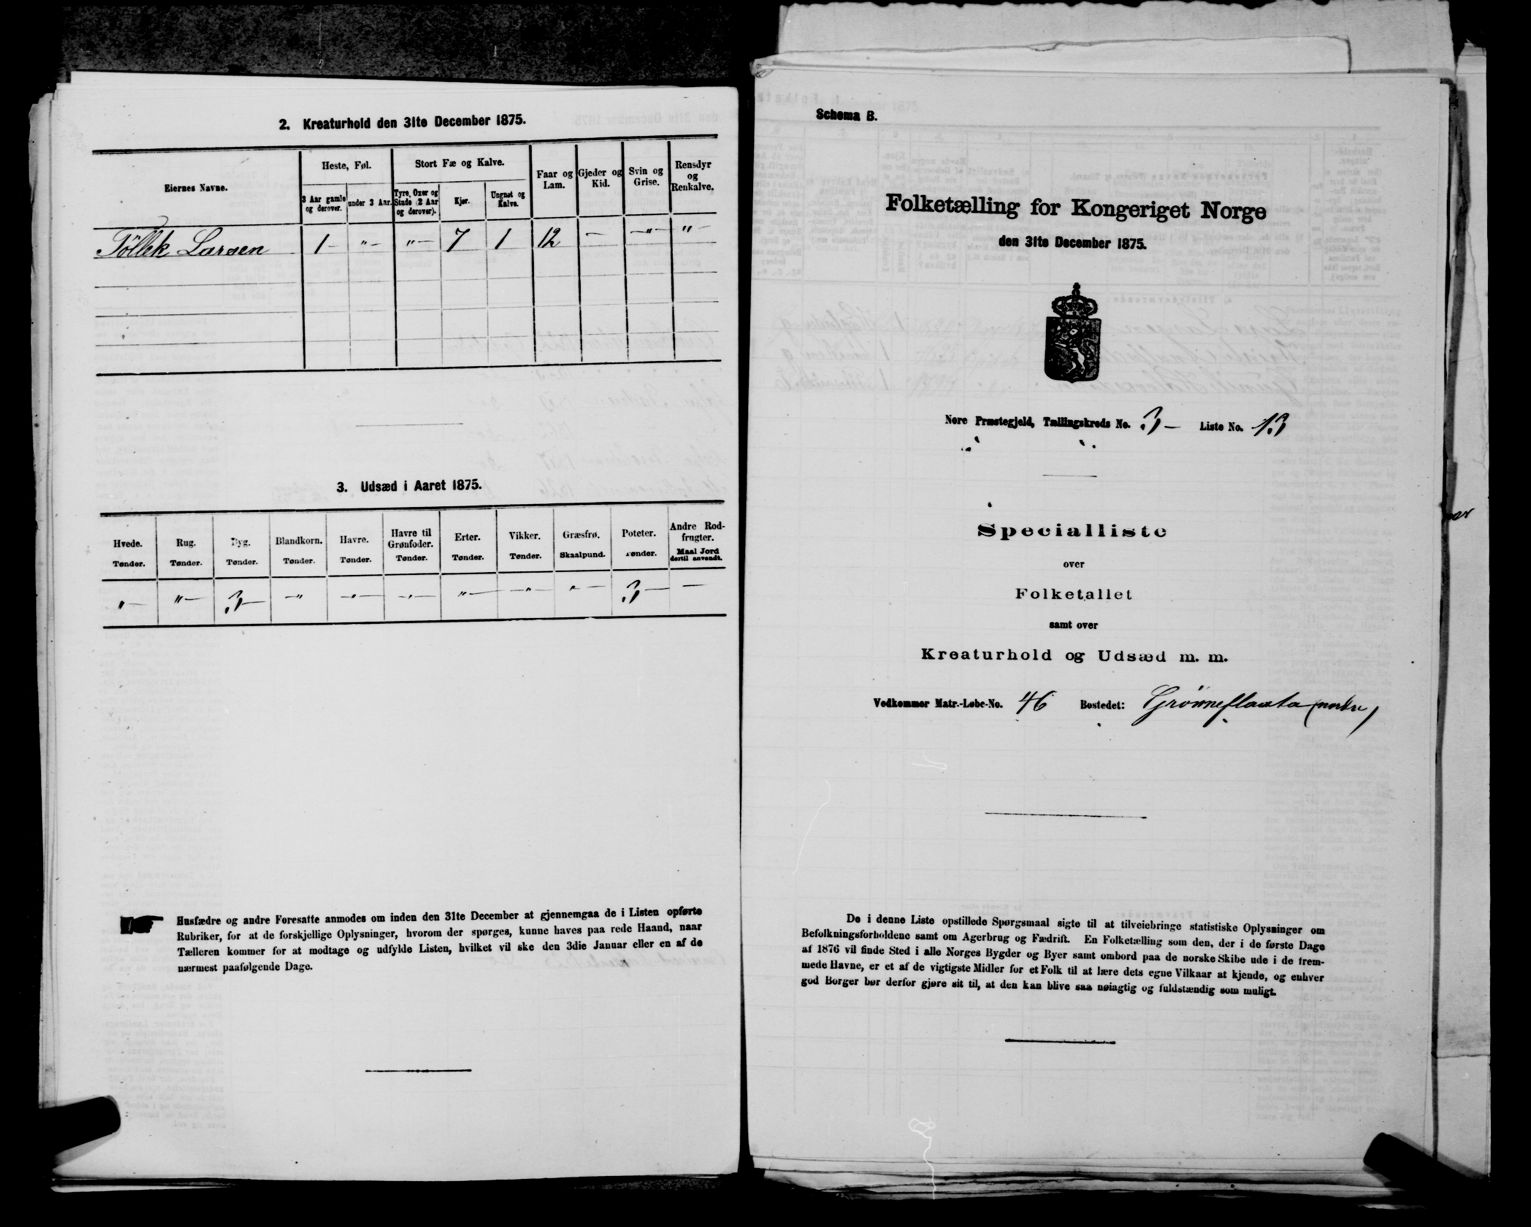 2. Kreaturhold den 31te December 1875.
Eiernes Navne.
Heste, Føl.
3 Aar gamle og derover.
under 3 Aar.
Stort Fæ og Kalve.
Tyre, Oxer og Stude (2 Aar og derover).
Kjør.
Ungnøt og Kalve.
Faar og Lam.
Gjeder og Kid.
Svin og Grise.
Rensdyr og Renkalve.
Larsen 1 – " – " – 7 1 12 – – " – " –
3. Udsæd i Aaret 1875.
Hvede. Tønder.
Rug. Tønder.
Byg. Tønder.
Blandkorn. Tønder.
Havre. Tønder.
Havre til Grønfoder. Tønder.
Erter. Tønder.
Vikker. Tønder.
Græsfrø. Skaalpund.
Poteter. Tønder.
Andre Rodfrugter. Maal Jord dertil anvendt.
" – " – 3 – – " – " – – " – " – – " – " – 3 – –
Husfædre og andre Foresatte anmodes om inden den 31te December at gjennemgaa de i Listen opførte
Rubriker, for at de forskjellige Oplysninger, hvorom der spørges, kunne haves paa rede Haand, naar
Tælleren kommer for at modtage og udfylde Listen, hvilket vil ske den 3die Januar eller en af de
nærmest paafølgende Dage.
Schema B.
Folketælling for Kongeriget Norge
den 31te December 1875.
Nore Præstegjeld, Tællingskreds No. 3 – Liste No. 13
Specialliste
over
Folketallet
samt over
Kreaturhold og Udsæd m. m.
Vedkommer Matr.-Løbe-No. 46 Bostedet: Grønneflaata (nordre)
De i denne Liste opstillede Spørgsmaal sigte til at tilveiebringe statistiske Oplysninger om
Befolkningsforholdene samt om Agerbrug og Fædrift. En Folketælling som den, der i de første Dage
af 1876 vil finde Sted i alle Norges Bygder og Byer samt ombord paa de norske Skibe ude i de frem-
mede Havne, er et af de vigtigste Midler for et Folk til at lære dets egne Vilkaar at kjende, og enhver
god Borger bør derfor gjøre sit til, at den kan blive saa nøiagtig og fuldstændig som muligt.